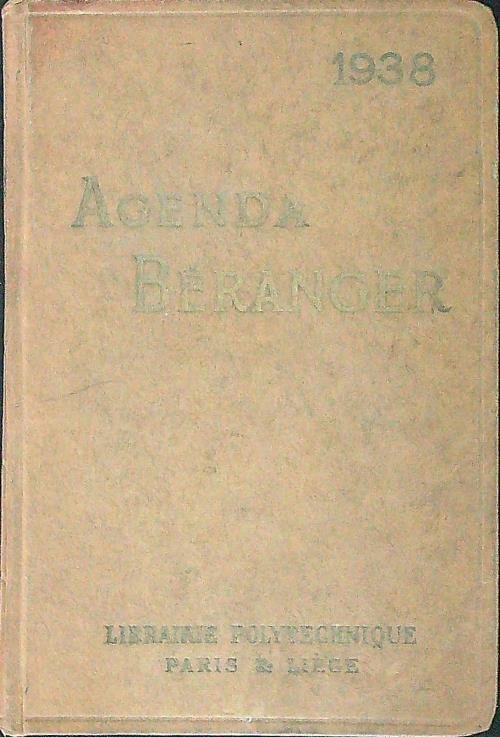 1938
AGENDA
BÉRANGER
LIBRAIRIE POLYTECHNIQUE
PARIS & LIÈGE